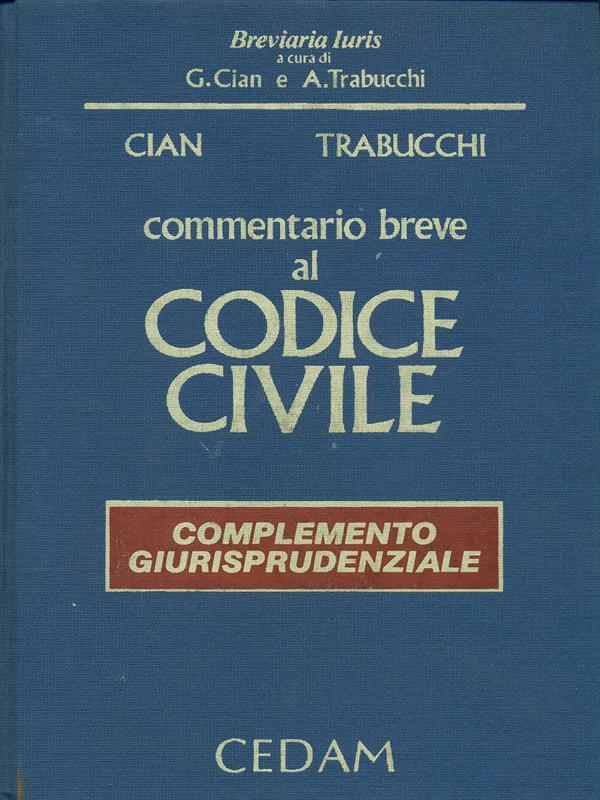 Breviaria Iuris
a cura di
G. Cian e A. Trabucchi
CIAN TRABUCCHI
commentario breve
al
CODICE
CIVILE
COMPLEMENTO
GIURISPRUDENZIALE
CEDAM